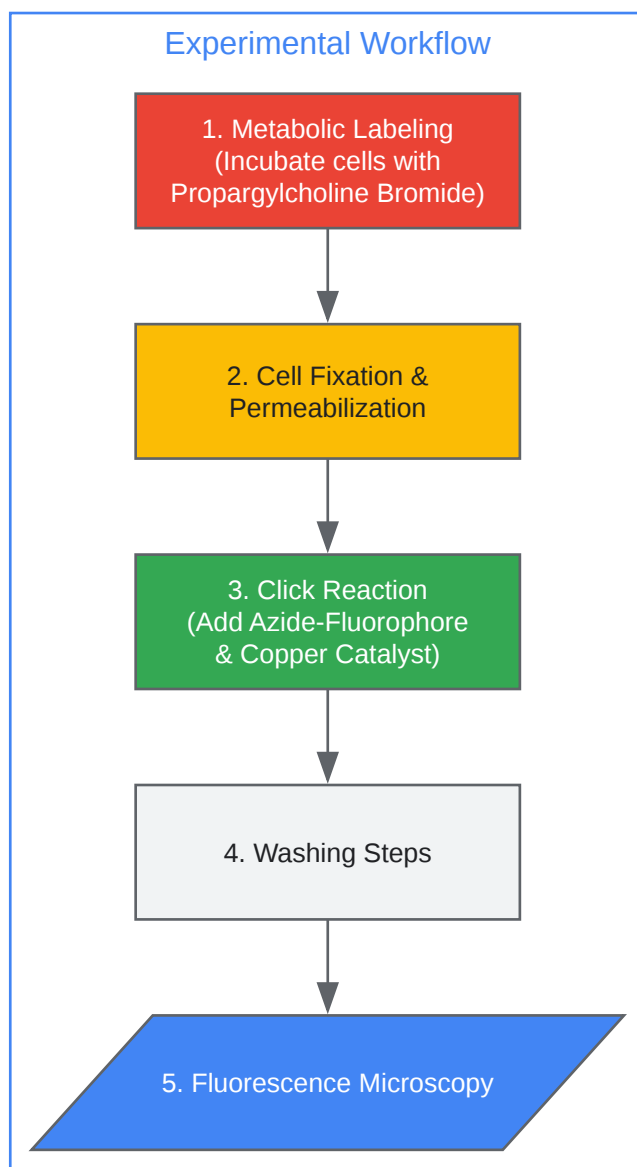 Experimental Workflow
1. Metabolic Labeling
(Incubate cells with
Propargylcholine Bromide)
2. Cell Fixation &
Permeabilization
3. Click Reaction
(Add Azide-Fluorophore
& Copper Catalyst)
4. Washing Steps
5. Fluorescence Microscopy